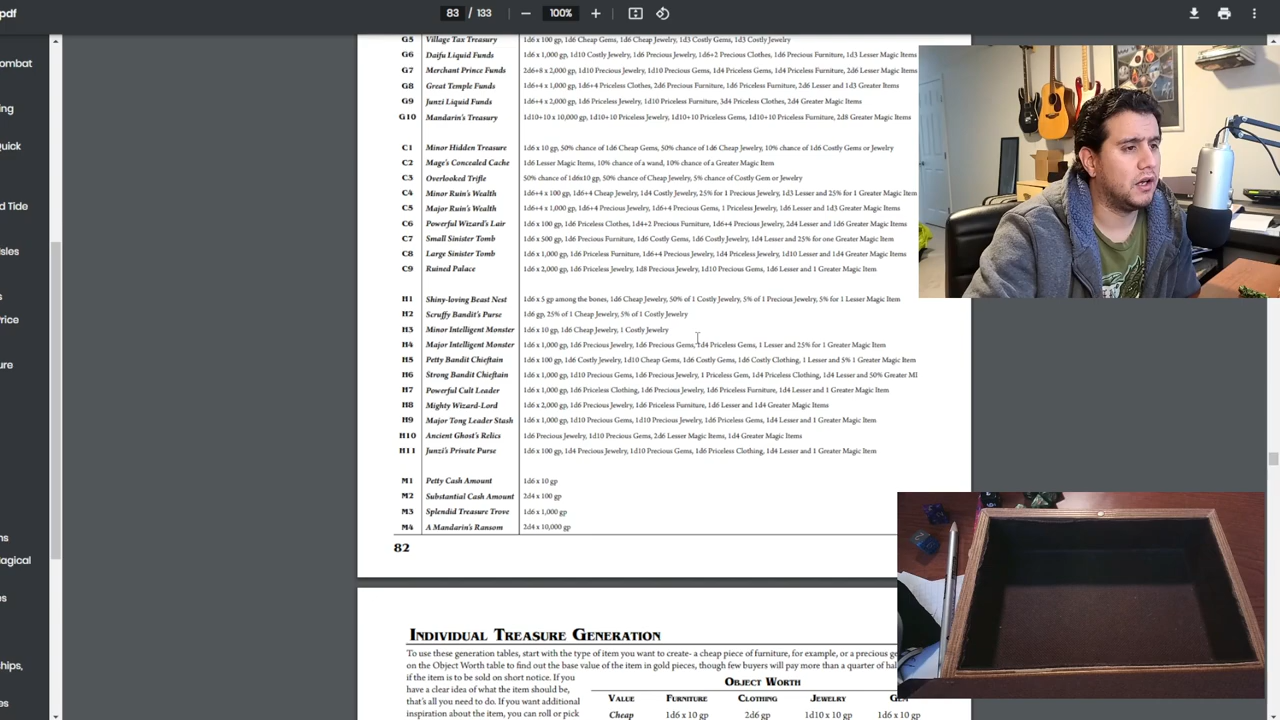 pdf
83 / 133
100%
ombat
ing
Quick
d Title
rice
ure
ns
ological
s
ships,
es
G5 Village Tax Treasury 1d6 x 100 gp, 1d6 Cheap Gems, 1d6 Cheap Jewelry, 1d3 Costly Gems, 1d3 Costly Jewelry
G6 Daifu Liquid Funds 1d6 x 1,000 gp, 1d10 Costly Jewelry, 1d6 Precious Jewelry, 1d6+2 Precious Clothes, 1d6 Precious Furniture, 1d3 Lesser Magic Items
G7 Merchant Prince Funds 2d6+8 x 2,000 gp, 1d10 Precious Jewelry, 1d10 Precious Gems, 1d4 Priceless Gems, 1d4 Priceless Furniture, 2d6 Lesser Magic Items
G8 Great Temple Funds 1d6+4 x 1,000 gp, 1d6+4 Priceless Clothes, 2d6 Precious Furniture, 1d6 Priceless Furniture, 2d6 Lesser and 1d3 Greater Items
G9 Junzi Liquid Funds 1d6+4 x 2,000 gp, 1d6 Priceless Jewelry, 1d10 Precious Furniture, 3d4 Priceless Clothes, 2d4 Greater Magic Items
G10 Mandarin's Treasury 1d10+10 x 10,000 gp, 1d10+10 Priceless Jewelry, 1d10+10 Priceless Gems, 1d10+10 Priceless Furniture, 2d8 Greater Magic Items
C1 Minor Hidden Treasure 1d6 x 10 gp, 50% chance of 1d6 Cheap Gems, 50% chance of 1d6 Cheap Jewelry, 10% chance of 1d6 Costly Gems or Jewelry
C2 Mage's Concealed Cache 1d6 Lesser Magic Items, 10% chance of a wand, 10% chance of a Greater Magic Item
C3 Overlooked Trifle 50% chance of 1d6x10 gp, 50% chance of Cheap Jewelry, 5% chance of Costly Gem or Jewelry
C4 Minor Ruin's Wealth 1d6+4 x 100 gp, 1d6+4 Cheap Jewelry, 1d4 Costly Jewelry, 25% for 1 Precious Jewelry, 1d3 Lesser and 25% for 1 Greater Magic Item
C5 Major Ruin's Wealth 1d6+4 x 1,000 gp, 1d6+4 Precious Jewelry, 1d6+4 Precious Gems, 1 Priceless Jewelry, 1d6 Lesser and 1d3 Greater Magic Items
C6 Powerful Wizard's Lair 1d6 x 100 gp, 1d6 Priceless Clothes, 1d4+2 Precious Furniture, 1d6+4 Precious Jewelry, 2d4 Lesser and 1d6 Greater Magic Items
C7 Small Sinister Tomb 1d6 x 500 gp, 1d6 Precious Furniture, 1d6 Costly Gems, 1d6 Costly Jewelry, 1d4 Lesser and 25% for one Greater Magic Item
C8 Large Sinister Tomb 1d6 x 1,000 gp, 1d6 Priceless Furniture, 1d6+4 Precious Jewelry, 1d4 Priceless Jewelry, 1d10 Lesser and 1d4 Greater Magic Items
C9 Ruined Palace 1d6 x 2,000 gp, 1d6 Priceless Jewelry, 1d8 Precious Jewelry, 1d10 Precious Gems, 1d6 Lesser and 1 Greater Magic Item
H1 Shiny-loving Beast Nest 1d6 x 5 gp among the bones, 1d6 Cheap Jewelry, 50% of 1 Costly Jewelry, 5% of 1 Precious Jewelry, 5% for 1 Lesser Magic Item
H2 Scruffy Bandit's Purse 1d6 gp, 25% of 1 Cheap Jewelry, 5% of 1 Costly Jewelry
H3 Minor Intelligent Monster 1d6 x 10 gp, 1d6 Cheap Jewelry, 1 Costly Jewelry
H4 Major Intelligent Monster 1d6 x 1,000 gp, 1d6 Precious Jewelry, 1d6 Precious Gems, 1d4 Priceless Gems, 1 Lesser and 25% for 1 Greater Magic Item
H5 Petty Bandit Chieftain 1d6 x 100 gp, 1d6 Costly Jewelry, 1d10 Cheap Gems, 1d6 Costly Gems, 1d6 Costly Clothing, 1 Lesser and 5% 1 Greater Magic Item
H6 Strong Bandit Chieftain 1d6 x 1,000 gp, 1d10 Precious Gems, 1d6 Precious Jewelry, 1 Priceless Gem, 1d4 Priceless Clothing, 1d4 Lesser and 50% Greater MI
H7 Powerful Cult Leader 1d6 x 1,000 gp, 1d6 Priceless Clothing, 1d6 Precious Jewelry, 1d6 Priceless Furniture, 1d4 Lesser and 1 Greater Magic Item
H8 Mighty Wizard-Lord 1d6 x 2,000 gp, 1d6 Precious Jewelry, 1d6 Priceless Furniture, 1d6 Lesser and 1d4 Greater Magic Items
H9 Major Tong Leader Stash 1d6 x 1,000 gp, 1d10 Precious Gems, 1d10 Precious Jewelry, 1d6 Priceless Gems, 1d4 Lesser and 1 Greater Magic Item
H10 Ancient Ghost's Relics 1d6 Precious Jewelry, 1d10 Precious Gems, 2d6 Lesser Magic Items, 1d4 Greater Magic Items
H11 Junzi's Private Purse 1d6 x 100 gp, 1d4 Precious Jewelry, 1d10 Precious Gems, 1d6 Priceless Clothing, 1d4 Lesser and 1 Greater Magic Item
M1 Petty Cash Amount 1d6 x 10 gp
M2 Substantial Cash Amount 2d4 x 100 gp
M3 Splendid Treasure Trove 1d6 x 1,000 gp
M4 A Mandarin's Ransom 2d4 x 10,000 gp
82
Individual Treasure Generation
To use these generation tables, start with the type of item you want to create- a cheap piece of furniture, for example, or a precious ge
on the Object Worth table to find out the base value of the item in gold pieces, though few buyers will pay more than a quarter of hal
if the item is to be sold on short notice. If you
have a clear idea of what the item should be,
that's all you need to do. If you want additional
inspiration about the item, you can roll or pick
Object Worth
Value Furniture Clothing Jewelry Gem
Cheap 1d6 x 10 gp 2d6 gp 1d10 x 10 gp 1d6 x 10 gp